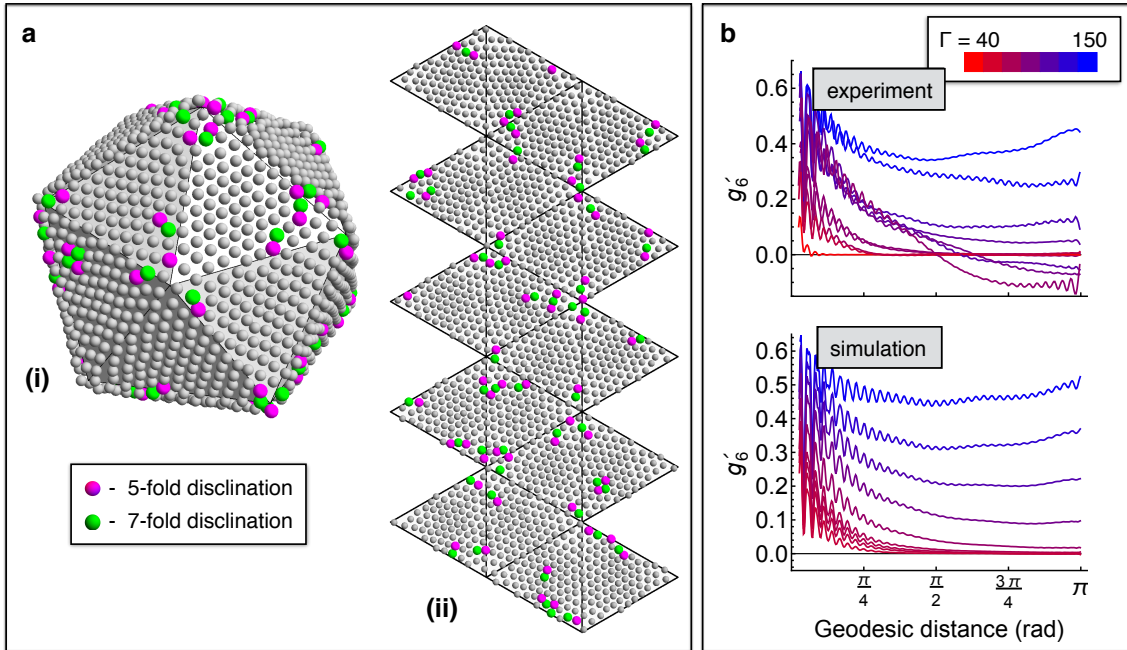 a
(i)
(ii)
- 5-fold disclination
- 7-fold disclination
b
Γ = 40 150
experiment
0.6
0.4
0.2
0.0
g′6
simulation
0.6
0.5
0.4
0.3
0.2
0.1
0.0
g′6
π/4 π/2 3π/4 π
Geodesic distance (rad)